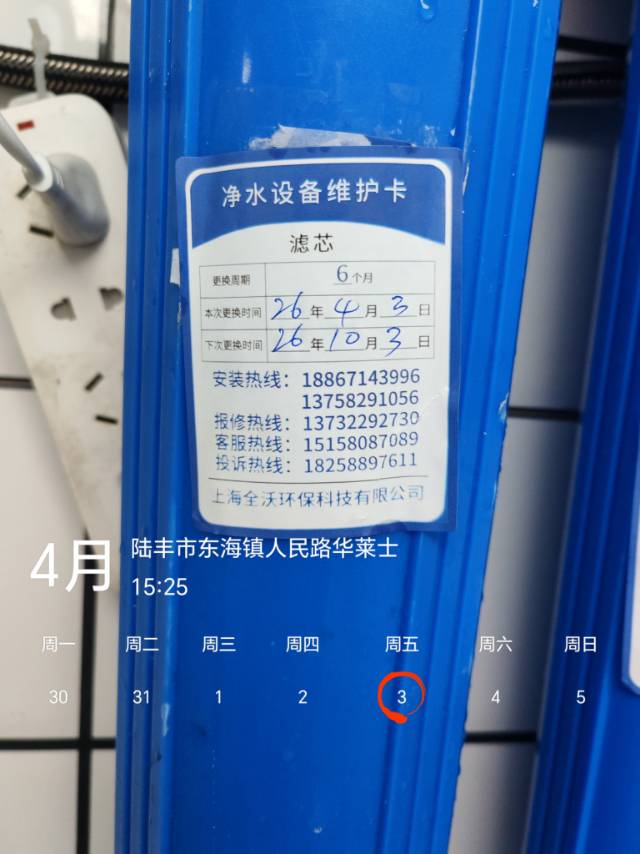 净水设备维护卡
滤芯
更换周期 6个月
本次更换时间 26年4月3日
下次更换时间 26年10月3日
安装热线：18867143996
13758291056
报修热线：13732292730
客服热线：15158087089
投诉热线：18258897611
上海全沃环保科技有限公司
4月
陆丰市东海镇人民路华莱士
15:25
周一 周二 周三 周四 周五 周六 周日
30 31 1 2 3 4 5